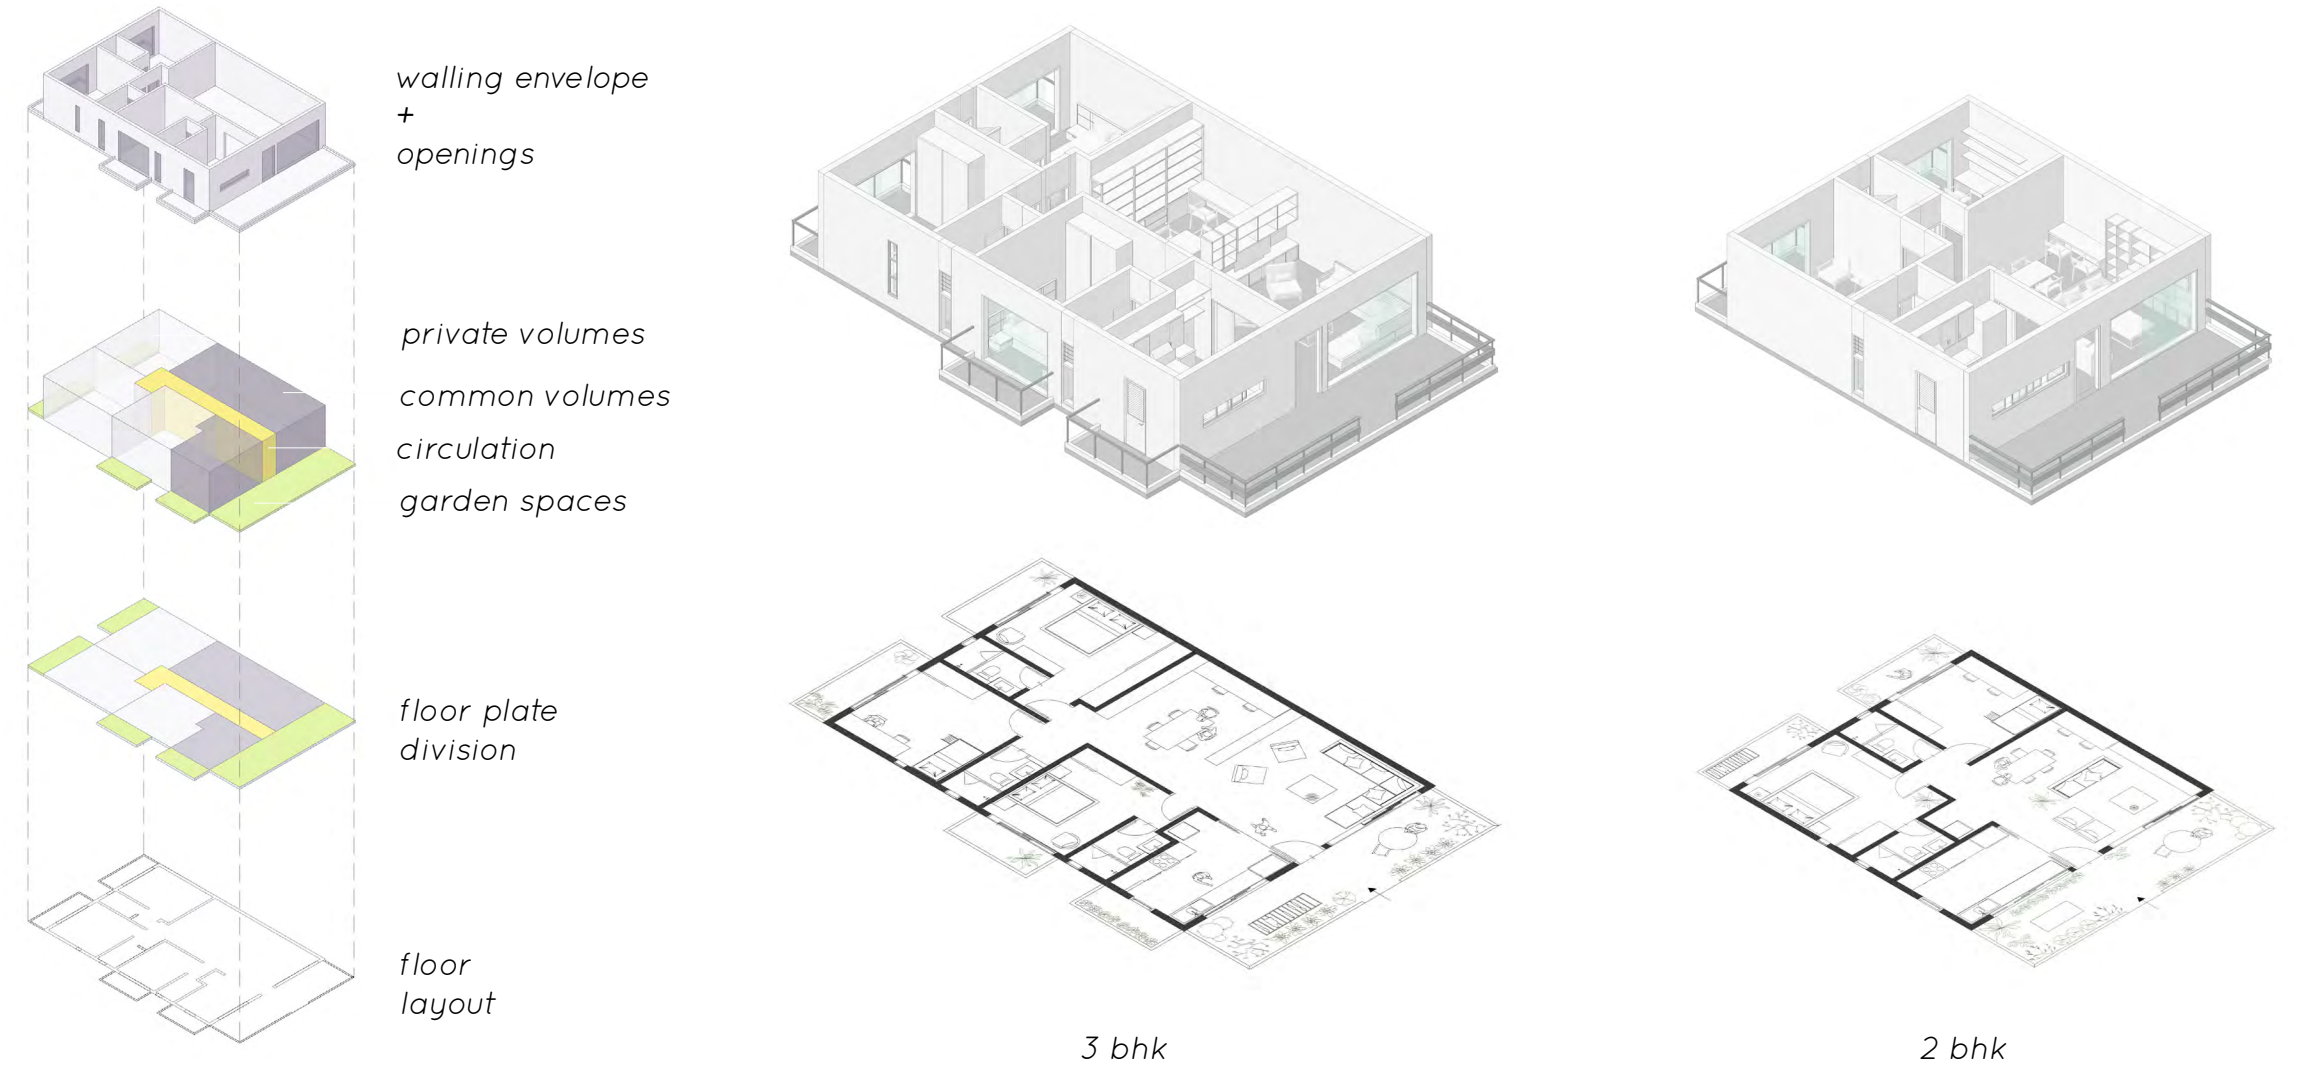 walling envelope
+
openings
private volumes
common volumes
circulation
garden spaces
floor plate
division
floor
layout
3 bhk
2 bhk